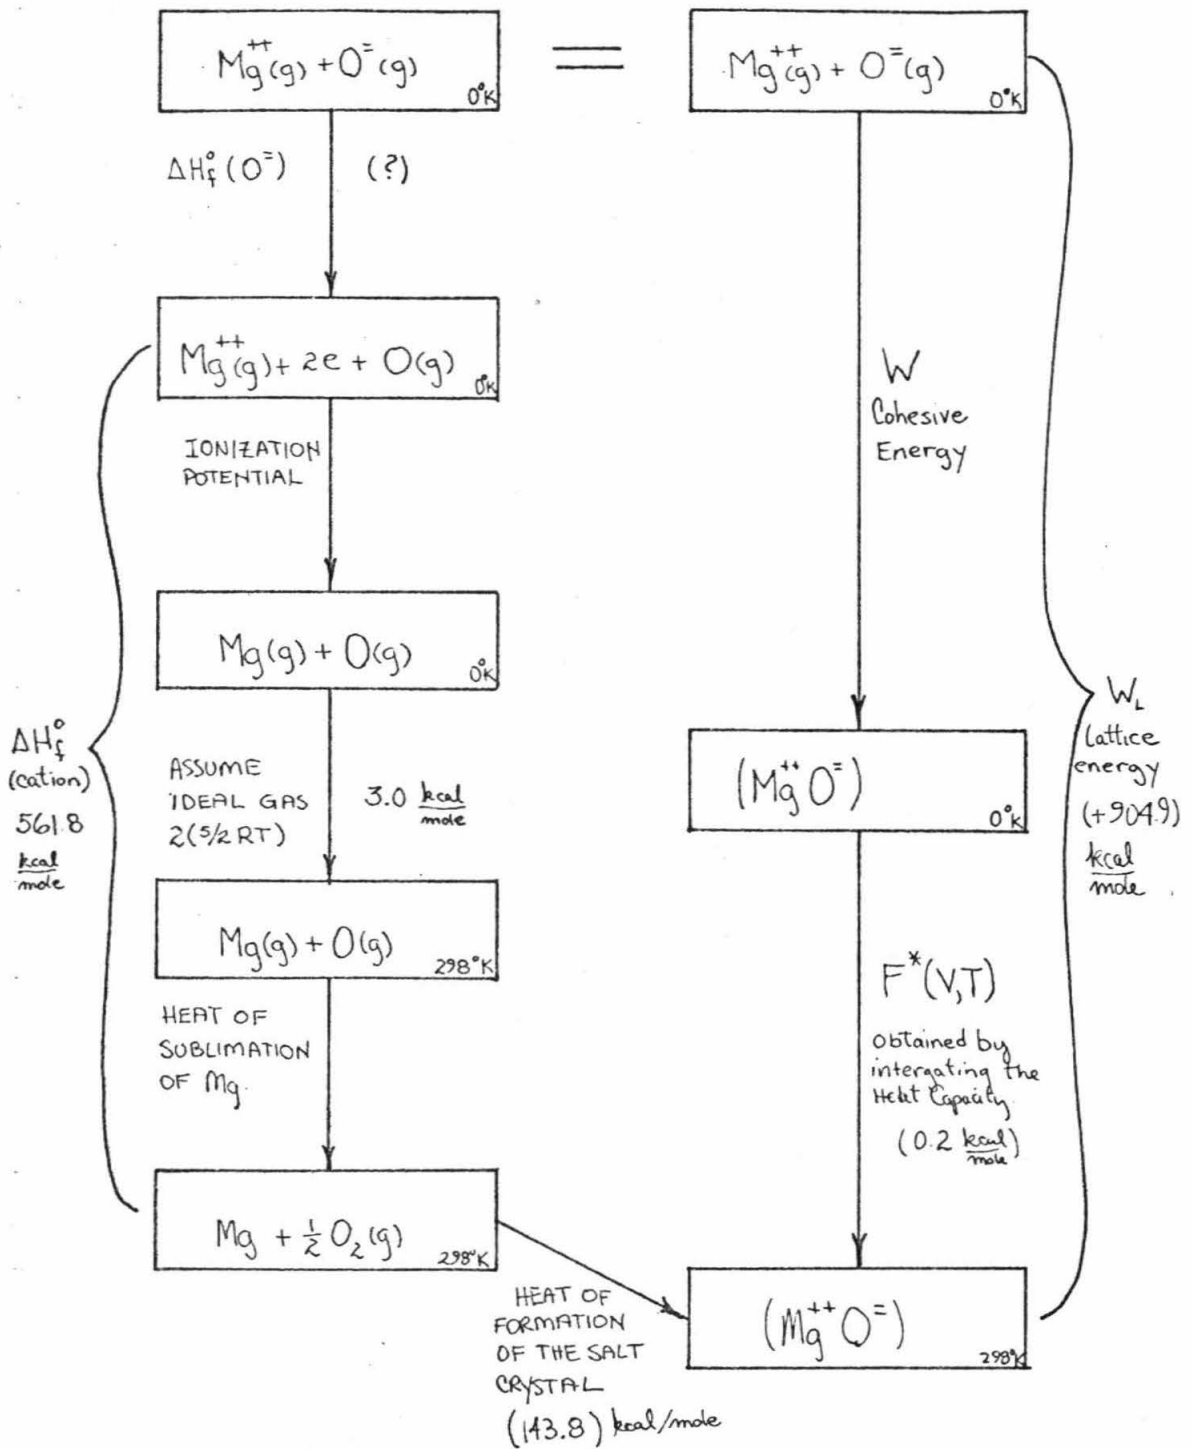 Mg⁺⁺(g) + O⁼(g)
0°K
=
Mg⁺⁺(g) + O⁼(g)
0°K
ΔH°f (O⁼) (?)
Mg⁺⁺(g) + 2e + O(g)
0°K
IONIZATION
POTENTIAL
W
Cohesive
Energy
Mg(g) + O(g)
0°K
ΔH°f
(cation)
561.8
kcal
mole
ASSUME
IDEAL GAS
2(5/2 RT)
3.0 kcal
mole
(Mg⁺⁺O⁼)
0°K
W_L
Lattice
energy
(+904.9)
kcal
mole
Mg(g) + O(g)
298°K
HEAT OF
SUBLIMATION
OF Mg.
F*(V,T)
obtained by
intergating the
Heat Capacity.
(0.2 kcal
mole)
Mg + ½ O₂(g)
298°K
HEAT OF
FORMATION
OF THE SALT
CRYSTAL
(143.8) kcal/mole
(Mg⁺⁺O⁼)
298°K